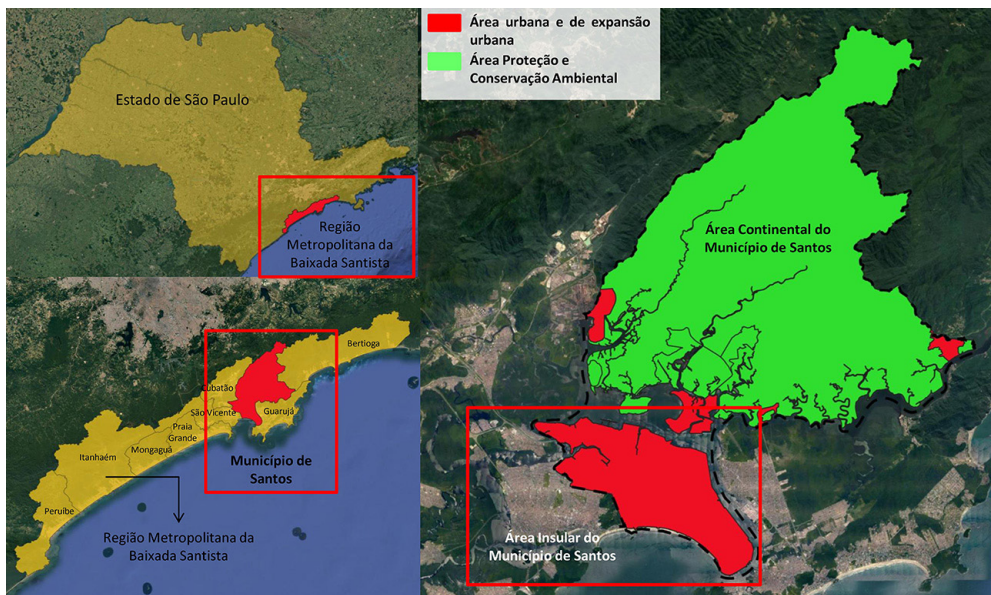 Estado de São Paulo
Região
Metropolitana da
Baixada Santista
Bertioga
Cubatão
São Vicente
Guarujá
Praia
Grande
Mongaguá
Itanhaém
Peruíbe
Município de
Santos
Região Metropolitana da
Baixada Santista
Área urbana e de expansão
urbana
Área Proteção e
Conservação Ambiental
Área Continental do
Município de Santos
Área Insular do
Município de Santos